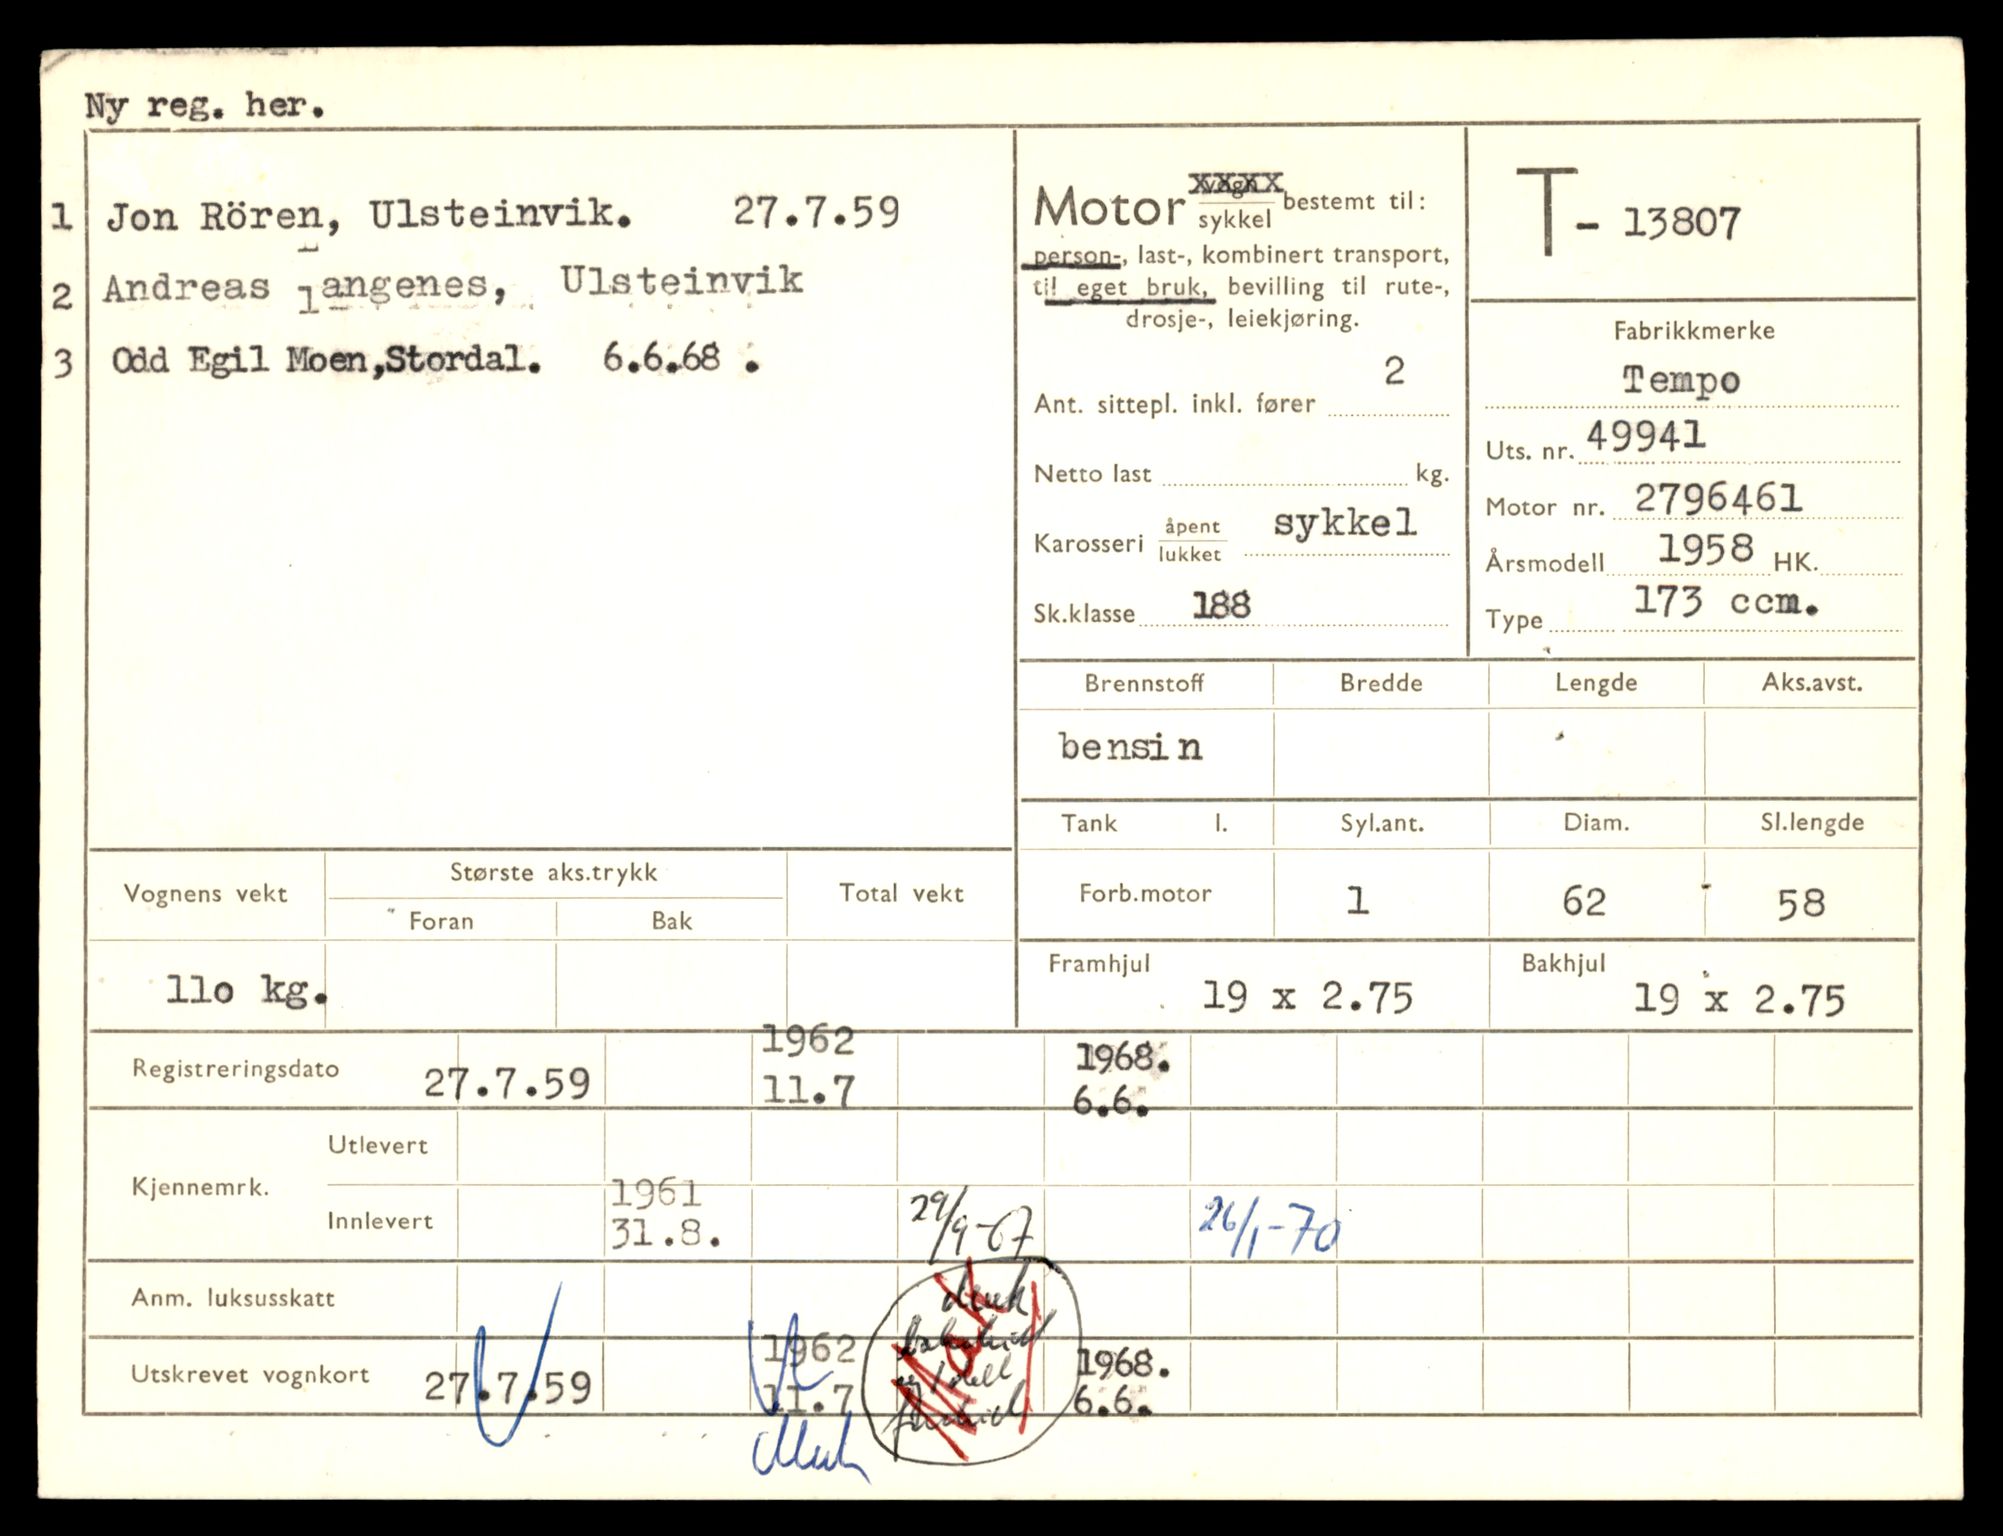 Ny reg. her.
1 Jon Rören, Ulsteinvik. 27.7.59
2 Andreas langenes, Ulsteinvik
3 Odd Egil Moen,Stordal. 6.6.68 .
Motor vogn xxxx sykkel bestemt til:
person-, last-, kombinert transport,
til eget bruk, bevilling til rute-,
drosje-, leiekjøring.
Ant. sittepl. inkl. fører 2
Netto last kg.
Karosseri åpent lukket sykkel
Sk.klasse 188
T- 13807
Fabrikkmerke
Tempo
Uts. nr. 49941
Motor nr. 2796461
Årsmodell 1958 HK.
Type 173 ccm.
Brennstoff Bredde Lengde Aks.avst.
bensin
Tank l. Syl.ant. Diam. Sl.lengde
Forb.motor 1 62 58
Framhjul 19 x 2.75 Bakhjul 19 x 2.75
Vognens vekt Største aks.trykk Total vekt
Foran Bak
110 kg.
1962 1968.
Registreringsdato 27.7.59 11.7 6.6.
Utlevert
Kjennemrk.
1961
Innlevert 31.8. 29/9-67 26/1-70
Anm. luksusskatt
1962 1968.
Utskrevet vognkort 27.7.59 11.7 6.6.